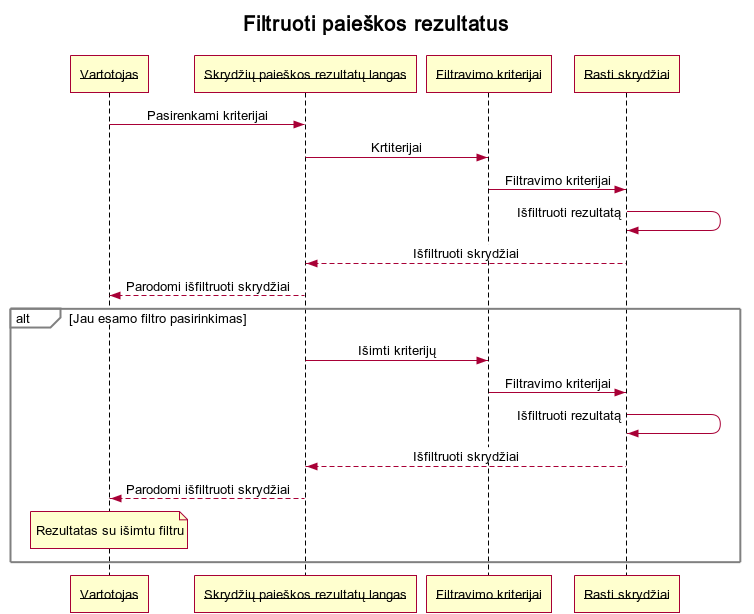 Filtruoti paieškos rezultatus
Vartotojas
Skrydžių paieškos rezultatų langas
Filtravimo kriterijai
Rasti skrydžiai
Pasirenkami kriterijai
Krtiterijai
Filtravimo kriterijai
Išfiltruoti rezultatą
Išfiltruoti skrydžiai
Parodomi išfiltruoti skrydžiai
alt
[Jau esamo filtro pasirinkimas]
Išimti kriterijų
Filtravimo kriterijai
Išfiltruoti rezultatą
Išfiltruoti skrydžiai
Parodomi išfiltruoti skrydžiai
Rezultatas su išimtu filtru
Vartotojas
Skrydžių paieškos rezultatų langas
Filtravimo kriterijai
Rasti skrydžiai